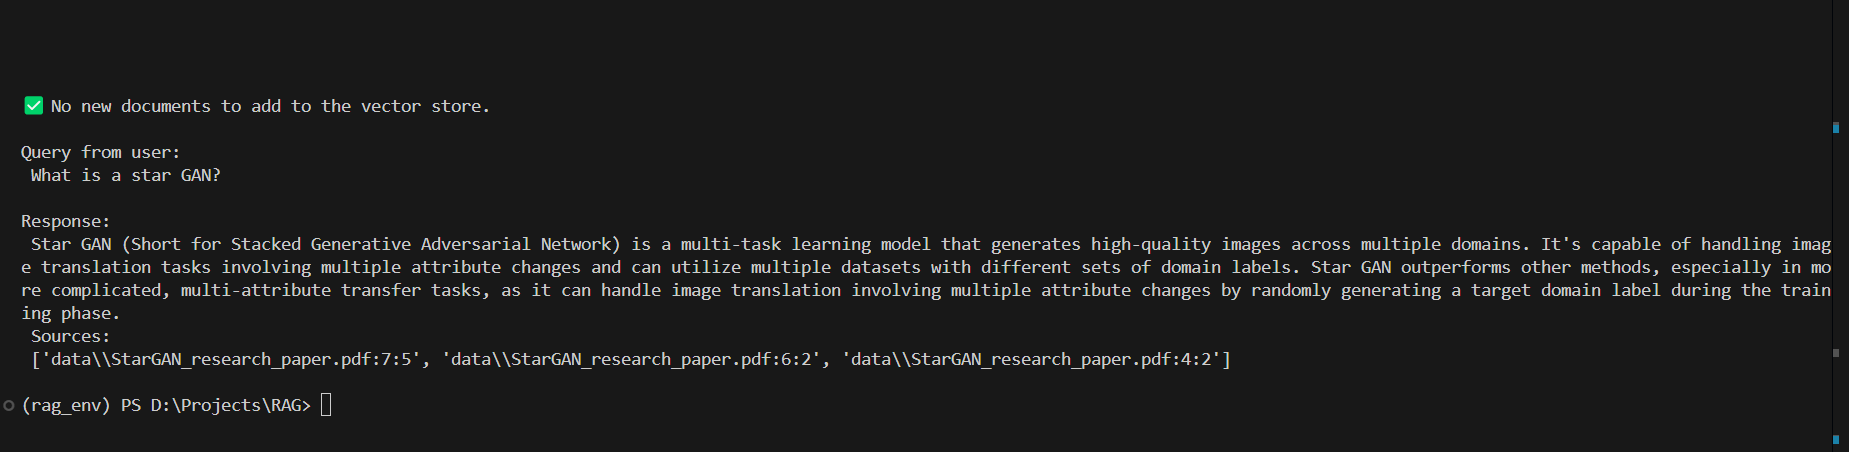 ✅ No new documents to add to the vector store.
Query from user:
What is a star GAN?
Response:
Star GAN (Short for Stacked Generative Adversarial Network) is a multi-task learning model that generates high-quality images across multiple domains. It's capable of handling imag
e translation tasks involving multiple attribute changes and can utilize multiple datasets with different sets of domain labels. Star GAN outperforms other methods, especially in mo
re complicated, multi-attribute transfer tasks, as it can handle image translation involving multiple attribute changes by randomly generating a target domain label during the train
ing phase.
Sources:
['data\\StarGAN_research_paper.pdf:7:5', 'data\\StarGAN_research_paper.pdf:6:2', 'data\\StarGAN_research_paper.pdf:4:2']
(rag_env) PS D:\Projects\RAG>